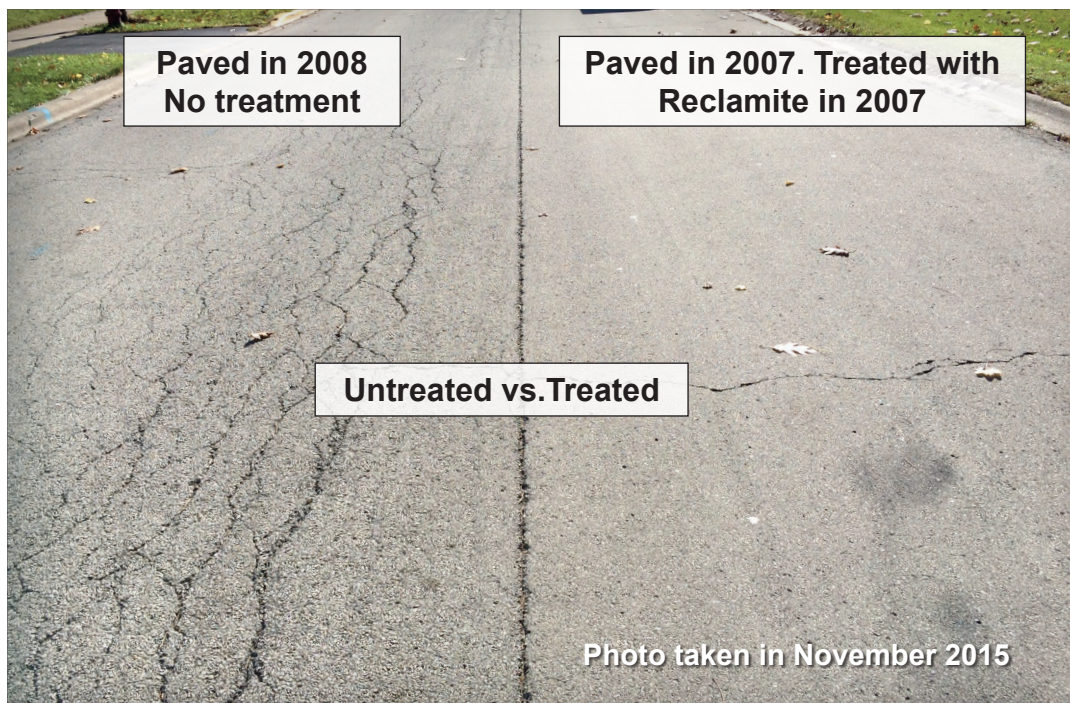 Paved in 2008
No treatment
Paved in 2007. Treated with
Reclamite in 2007
Untreated vs.Treated
Photo taken in November 2015